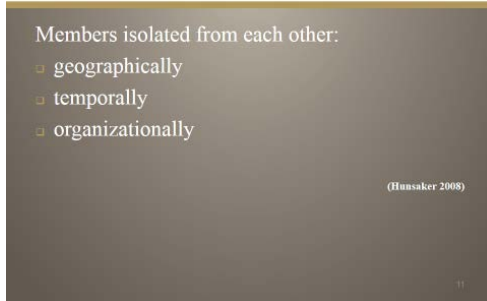 Members isolated from each other:
geographically
temporally
organizationally
(Hunsaker 2008)
11